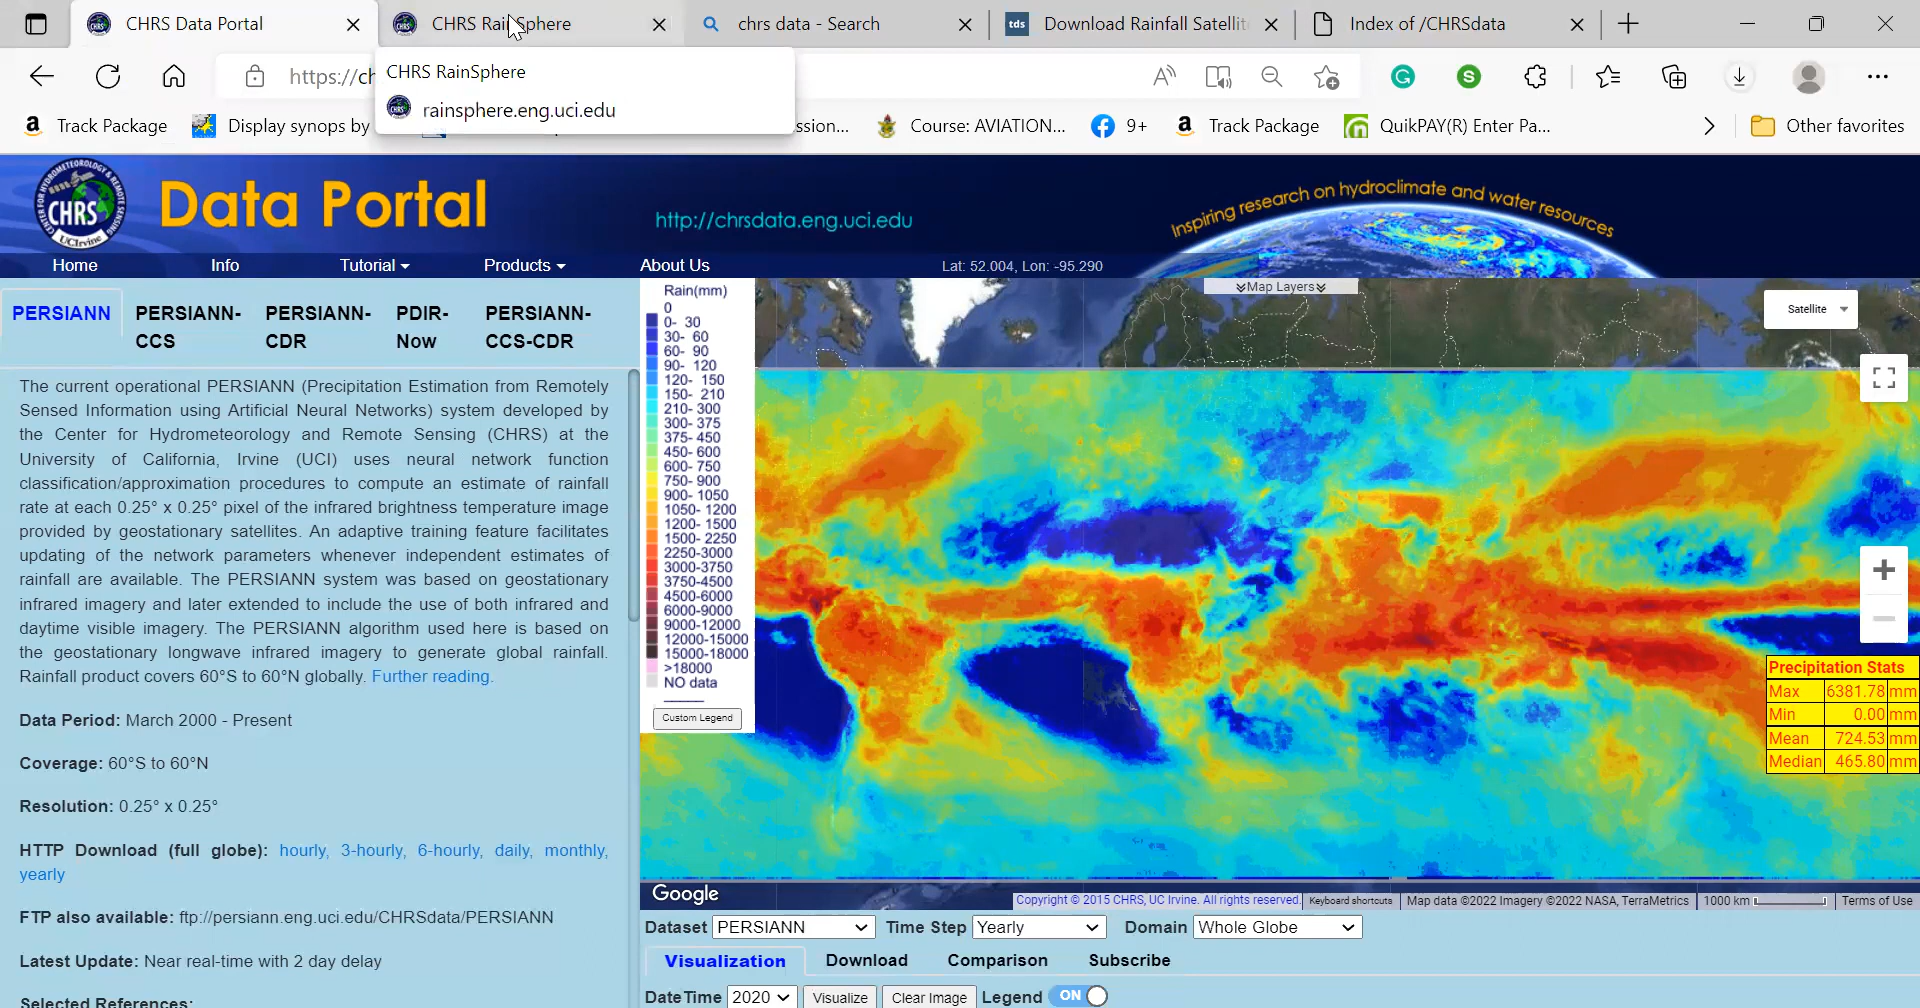 CHRS Data Portal
CHRS RainSphere
chrs data - Search
tds Download Rainfall Satellit
Index of /CHRSdata
https://ch
CHRS RainSphere
rainsphere.eng.uci.edu
Track Package
Display synops by
ssion...
Course: AVIATION...
9+
Track Package
QuikPAY(R) Enter Pa...
Other favorites
CHRS
UCIrvine
CENTER FOR HYDROMETEOROLOGY & REMOTE SENSING
Data Portal
http://chrsdata.eng.uci.edu
Inspiring research on hydroclimate and water resources
Home Info Tutorial Products About Us
Lat: 52.004, Lon: -95.290
PERSIANN
PERSIANN-CCS
PERSIANN-CDR
PDIR-Now
PERSIANN-CCS-CDR
The current operational PERSIANN (Precipitation Estimation from Remotely
Sensed Information using Artificial Neural Networks) system developed by
the Center for Hydrometeorology and Remote Sensing (CHRS) at the
University of California, Irvine (UCI) uses neural network function
classification/approximation procedures to compute an estimate of rainfall
rate at each 0.25° x 0.25° pixel of the infrared brightness temperature image
provided by geostationary satellites. An adaptive training feature facilitates
updating of the network parameters whenever independent estimates of
rainfall are available. The PERSIANN system was based on geostationary
infrared imagery and later extended to include the use of both infrared and
daytime visible imagery. The PERSIANN algorithm used here is based on
the geostationary longwave infrared imagery to generate global rainfall.
Rainfall product covers 60°S to 60°N globally. Further reading.
Data Period: March 2000 - Present
Coverage: 60°S to 60°N
Resolution: 0.25° x 0.25°
HTTP Download (full globe): hourly, 3-hourly, 6-hourly, daily, monthly,
yearly
FTP also available: ftp://persiann.eng.uci.edu/CHRSdata/PERSIANN
Latest Update: Near real-time with 2 day delay
Selected References:
Rain(mm)
0
0- 30
30- 60
60- 90
90- 120
120- 150
150- 210
210- 300
300- 375
375- 450
450- 600
600- 750
750- 900
900- 1050
1050- 1200
1200- 1500
1500- 2250
2250-3000
3000-3750
3750-4500
4500-6000
6000-9000
9000-12000
12000-15000
15000-18000
>18000
NO data
Custom Legend
Map Layers
Satellite
Precipitation Stats
Max 6381.78 mm
Min 0.00 mm
Mean 724.53 mm
Median 465.80 mm
Google
Copyright © 2015 CHRS, UC Irvine. All rights reserved.
Keyboard shortcuts
Map data ©2022 Imagery ©2022 NASA, TerraMetrics
1000 km
Terms of Use
Dataset PERSIANN Time Step Yearly Domain Whole Globe
Visualization Download Comparison Subscribe
DateTime 2020 Visualize Clear Image Legend ON